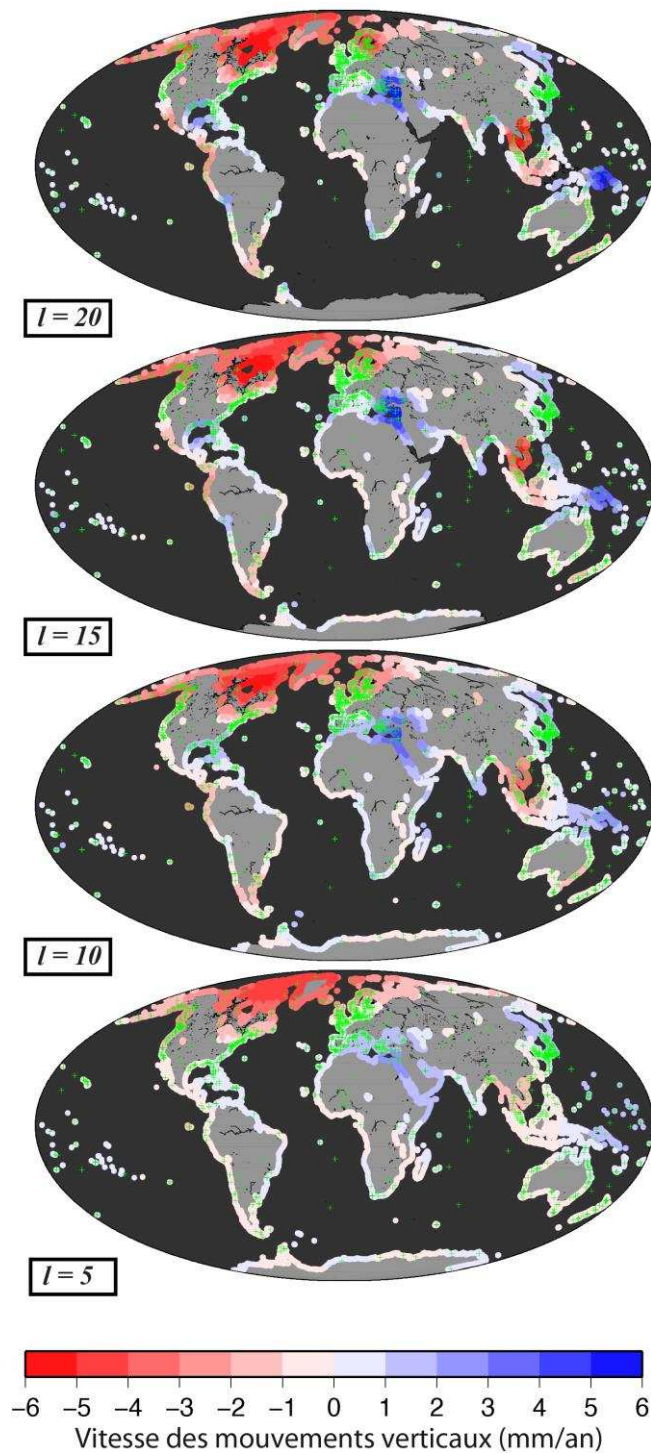 l = 20
l = 15
l = 10
l = 5
−6 −5 −4 −3 −2 −1 0 1 2 3 4 5 6
Vitesse des mouvements verticaux (mm/an)